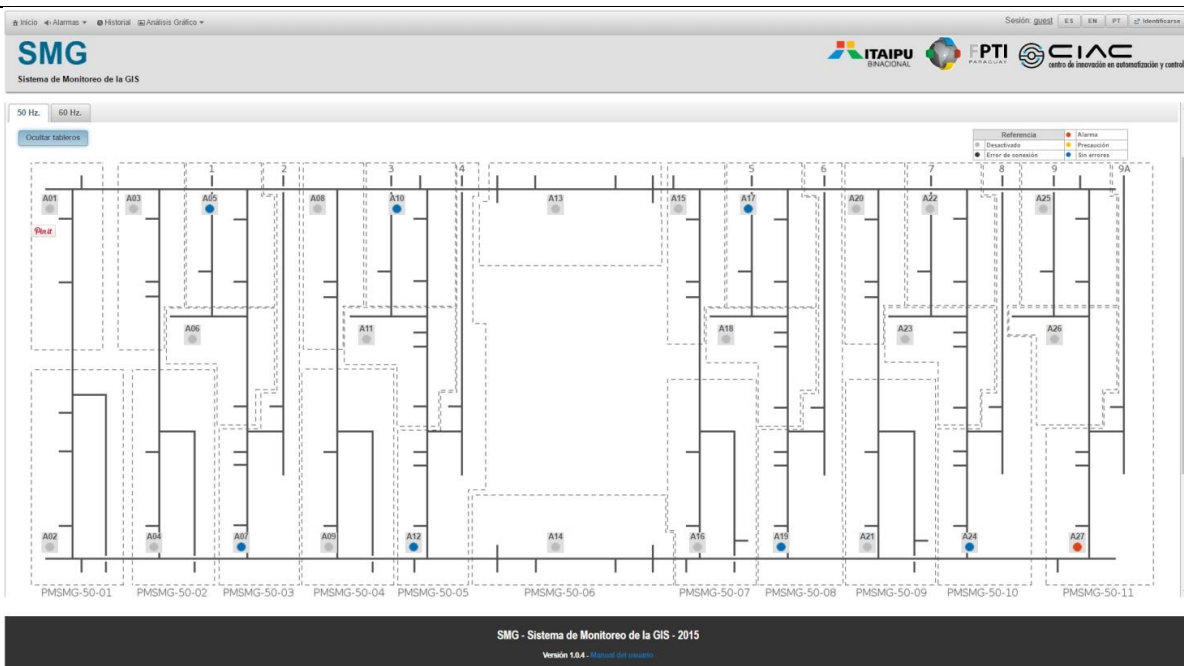 Inicio Alarmas Historial Análisis Gráfico Sesión: guest ES EN PT Identificarse
SMG
Sistema de Monitoreo de la GIS
ITAIPU
BINACIONAL
FPTI
PARAGUAY
CIAC
centro de innovación en automatización y control
50 Hz. 60 Hz.
Ocultar tableros
Referencia Alarma
Desactivado Precaución
Error de conexión Sin errores
1 2 3 4 5 6 7 8 9 9A
A01 A03 A05 A08 A10 A13 A15 A17 A20 A22 A25
Pin it
A06 A11 A18 A23 A26
A02 A04 A07 A09 A12 A14 A16 A19 A21 A24 A27
PMSMG-50-01 PMSMG-50-02 PMSMG-50-03 PMSMG-50-04 PMSMG-50-05 PMSMG-50-06 PMSMG-50-07 PMSMG-50-08 PMSMG-50-09 PMSMG-50-10 PMSMG-50-11
SMG - Sistema de Monitoreo de la GIS - 2015
Versión 1.0.4 - Manual del usuario